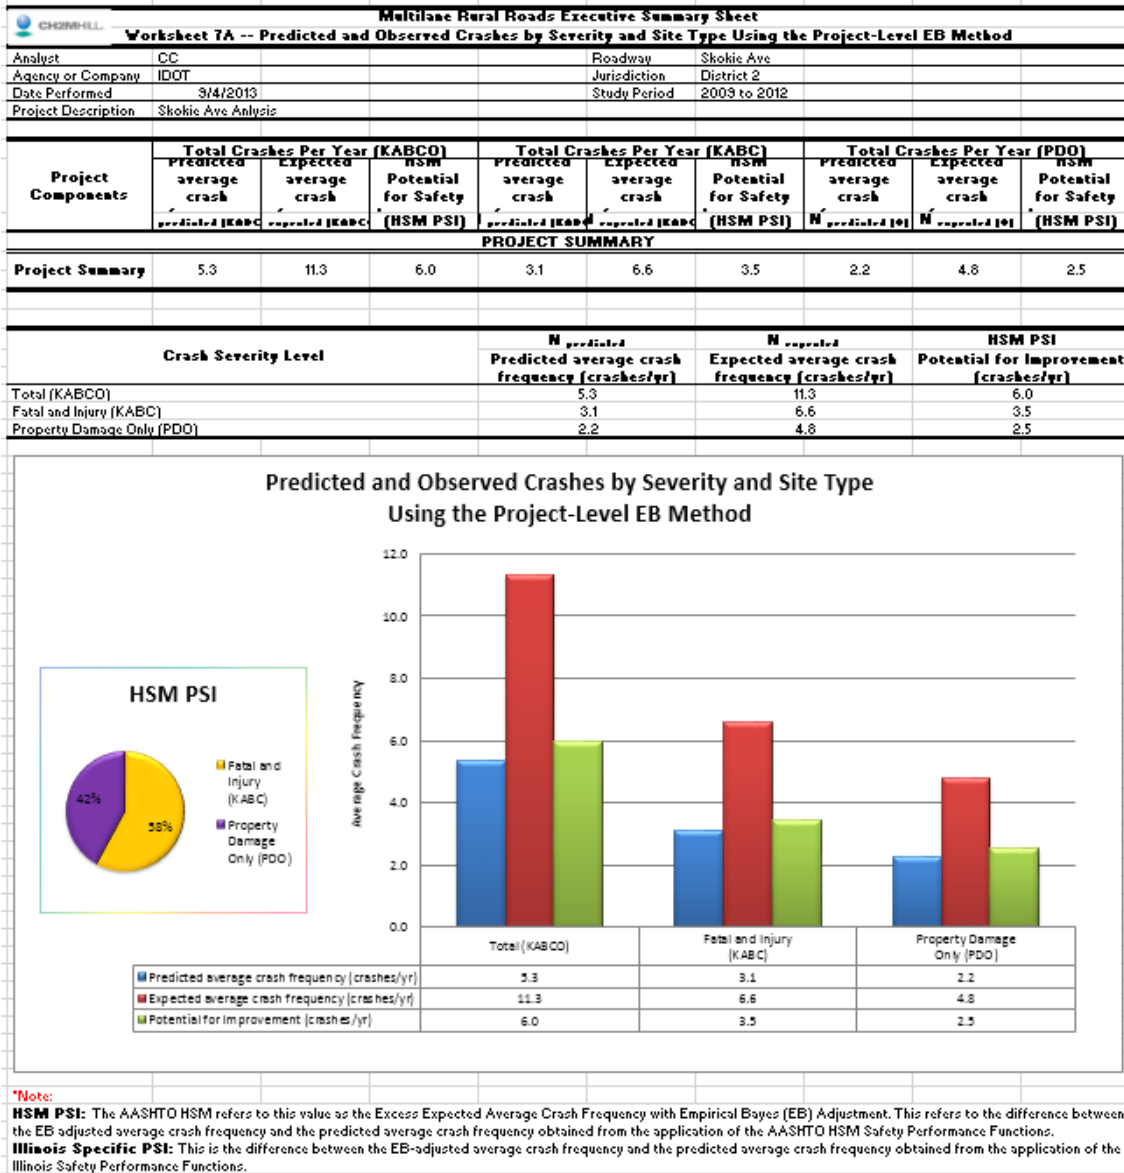 Multilane Rural Roads Executive Summary Sheet
CH2MHILL.
Worksheet 7A -- Predicted and Observed Crashes by Severity and Site Type Using the Project-Level EB Method
Analyst CC Roadway Skokie Ave
Agency or Company IDOT Jurisdiction District 2
Date Performed 9/4/2013 Study Period 2009 to 2012
Project Description Skokie Ave Anlysis
Total Crashes Per Year (KABCO) Total Crashes Per Year (KABC) Total Crashes Per Year (PDO)
Predicted Expected HSM Predicted Expected HSM Predicted Expected HSM
Project average average Potential average average Potential average average Potential
Components crash crash for Safety crash crash for Safety crash crash for Safety
(HSM PSI) (HSM PSI) N predicted (O) N expected (O) (HSM PSI)
PROJECT SUMMARY
Project Summary 5.3 11.3 6.0 3.1 6.6 3.5 2.2 4.8 2.5
N predicted N expected HSM PSI
Crash Severity Level Predicted average crash Expected average crash Potential for Improvement
frequency (crashes/yr) frequency (crashes/yr) (crashes/yr)
Total (KABCO) 5.3 11.3 6.0
Fatal and Injury (KABC) 3.1 6.6 3.5
Property Damage Only (PDO) 2.2 4.8 2.5
Predicted and Observed Crashes by Severity and Site Type
Using the Project-Level EB Method
HSM PSI
42%
58%
Fatal and
Injury
(KABC)
Property
Damage
Only (PDO)
Average Crash Frequency
12.0
10.0
8.0
6.0
4.0
2.0
0.0
Total (KABCO) Fatal and Injury (KABC) Property Damage Only (PDO)
Predicted average crash frequency (crashes/yr) 5.3 3.1 2.2
Expected average crash frequency (crashes/yr) 11.3 6.6 4.8
Potential for Improvement (crashes/yr) 6.0 3.5 2.5
*Note:
HSM PSI: The AASHTO HSM refers to this value as the Excess Expected Average Crash Frequency with Empirical Bayes (EB) Adjustment. This refers to the difference between
the EB adjusted average crash frequency and the predicted average crash frequency obtained from the application of the AASHTO HSM Safety Performance Functions.
Illinois Specific PSI: This is the difference between the EB-adjusted average crash frequency and the predicted average crash frequency obtained from the application of the
Illinois Safety Performance Functions.